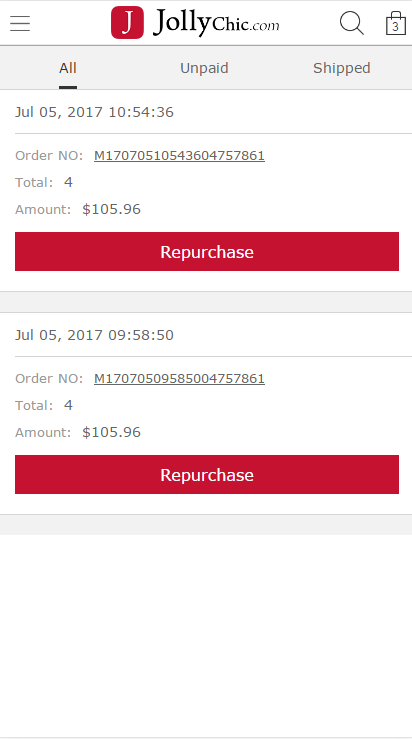 J JollyChic.com 3
All Unpaid Shipped
Jul 05, 2017 10:54:36
Order NO: M17070510543604757861
Total: 4
Amount: $105.96
Repurchase
Jul 05, 2017 09:58:50
Order NO: M17070509585004757861
Total: 4
Amount: $105.96
Repurchase